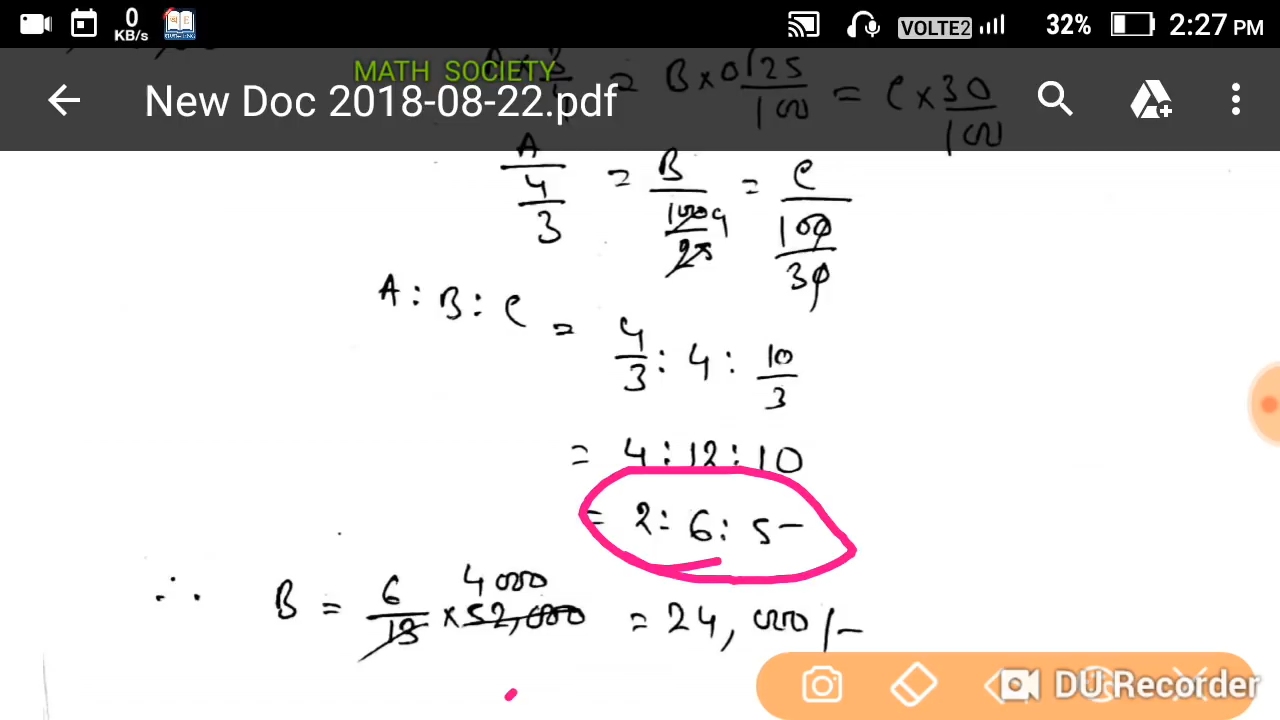 0
KB/s
VOLTE2
32%
2:27 PM
MATH SOCIETY
New Doc 2018-08-22.pdf
= B × 0.25/100 = C × 30/100
A/(4/3) = B/(100/25) = C/(100/30)
4
A : B : C = 4/3 : 4 : 10/3
= 4 : 12 : 10
= 2 : 6 : 5
4000
∴ B = 6/13 × 52,000 = 24,000/-
DU Recorder